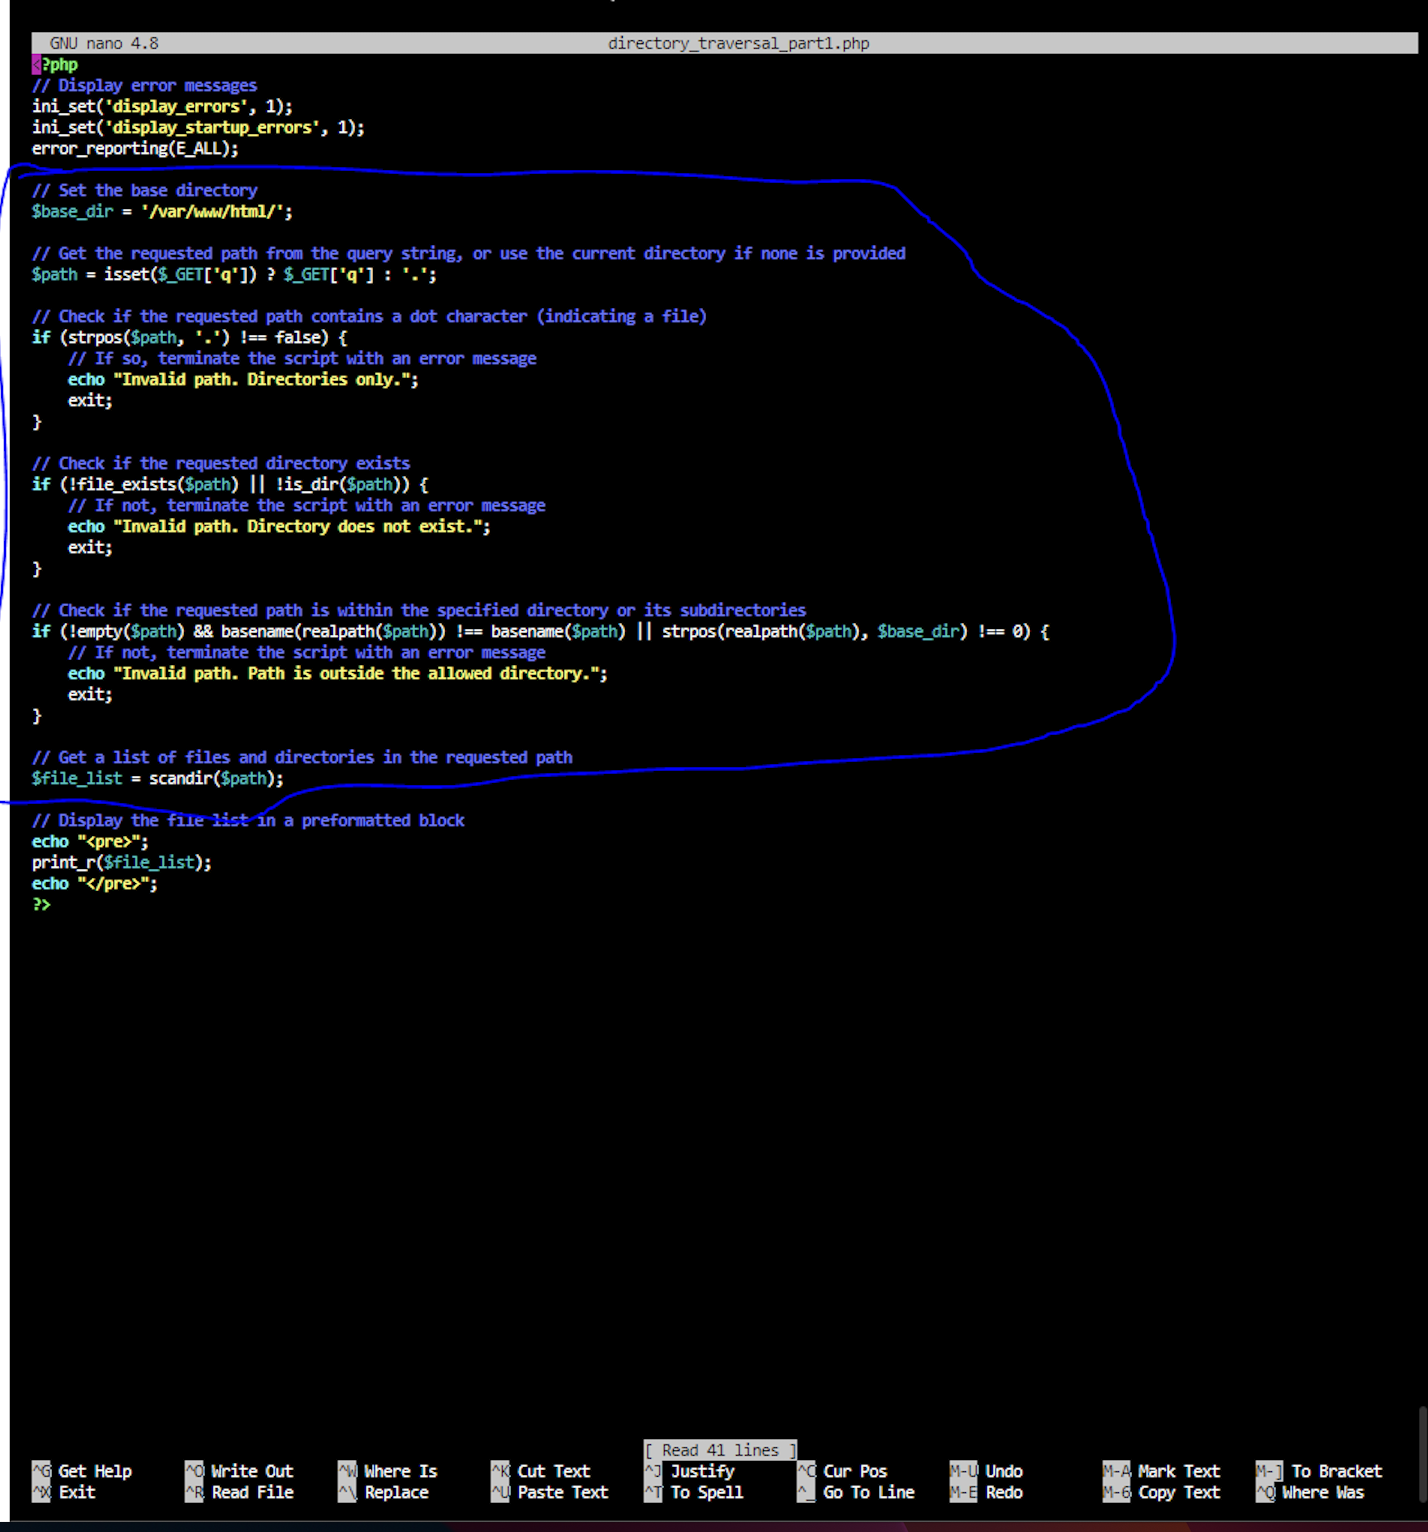 GNU nano 4.8 directory_traversal_part1.php
<?php
// Display error messages
ini_set('display_errors', 1);
ini_set('display_startup_errors', 1);
error_reporting(E_ALL);
// Set the base directory
$base_dir = '/var/www/html/';
// Get the requested path from the query string, or use the current directory if none is provided
$path = isset($_GET['q']) ? $_GET['q'] : '.';
// Check if the requested path contains a dot character (indicating a file)
if (strpos($path, '.') !== false) {
    // If so, terminate the script with an error message
    echo "Invalid path. Directories only.";
    exit;
}
// Check if the requested directory exists
if (!file_exists($path) || !is_dir($path)) {
    // If not, terminate the script with an error message
    echo "Invalid path. Directory does not exist.";
    exit;
}
// Check if the requested path is within the specified directory or its subdirectories
if (!empty($path) && basename(realpath($path)) !== basename($path) || strpos(realpath($path), $base_dir) !== 0) {
    // If not, terminate the script with an error message
    echo "Invalid path. Path is outside the allowed directory.";
    exit;
}
// Get a list of files and directories in the requested path
$file_list = scandir($path);
// Display the file list in a preformatted block
echo "<pre>";
print_r($file_list);
echo "</pre>";
?>
[ Read 41 lines ]
^G Get Help ^O Write Out ^W Where Is ^K Cut Text ^J Justify ^C Cur Pos M-U Undo M-A Mark Text M-] To Bracket
^X Exit ^R Read File ^\ Replace ^U Paste Text ^T To Spell ^_ Go To Line M-E Redo M-6 Copy Text ^Q Where Was